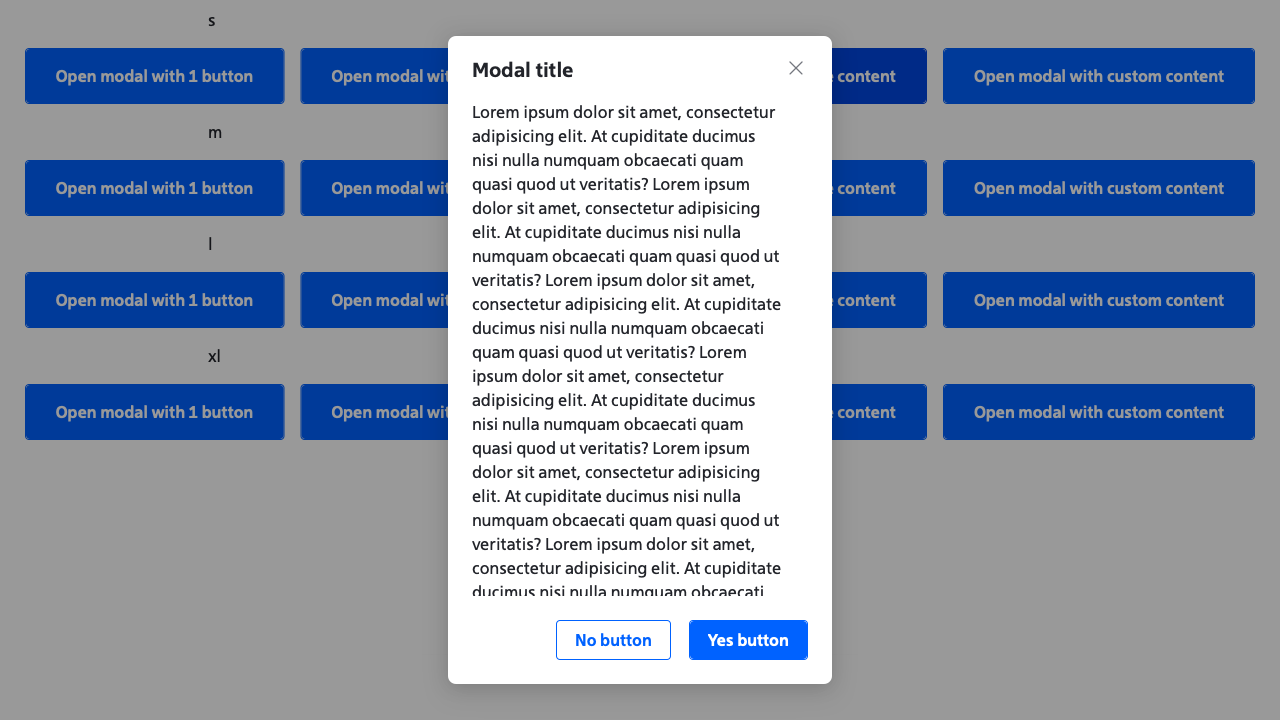 s
Open modal with 1 button
Open modal
content
Open modal with custom content
m
Open modal with 1 button
Open modal
content
Open modal with custom content
l
Open modal with 1 button
Open modal
content
Open modal with custom content
xl
Open modal with 1 button
Open modal
content
Open modal with custom content
Modal title
Lorem ipsum dolor sit amet, consectetur
adipisicing elit. At cupiditate ducimus
nisi nulla numquam obcaecati quam
quasi quod ut veritatis? Lorem ipsum
dolor sit amet, consectetur adipisicing
elit. At cupiditate ducimus nisi nulla
numquam obcaecati quam quasi quod ut
veritatis? Lorem ipsum dolor sit amet,
consectetur adipisicing elit. At cupiditate
ducimus nisi nulla numquam obcaecati
quam quasi quod ut veritatis? Lorem
ipsum dolor sit amet, consectetur
adipisicing elit. At cupiditate ducimus
nisi nulla numquam obcaecati quam
quasi quod ut veritatis? Lorem ipsum
dolor sit amet, consectetur adipisicing
elit. At cupiditate ducimus nisi nulla
numquam obcaecati quam quasi quod ut
veritatis? Lorem ipsum dolor sit amet,
consectetur adipisicing elit. At cupiditate
ducimus nisi nulla numquam obcaecati
No button
Yes button